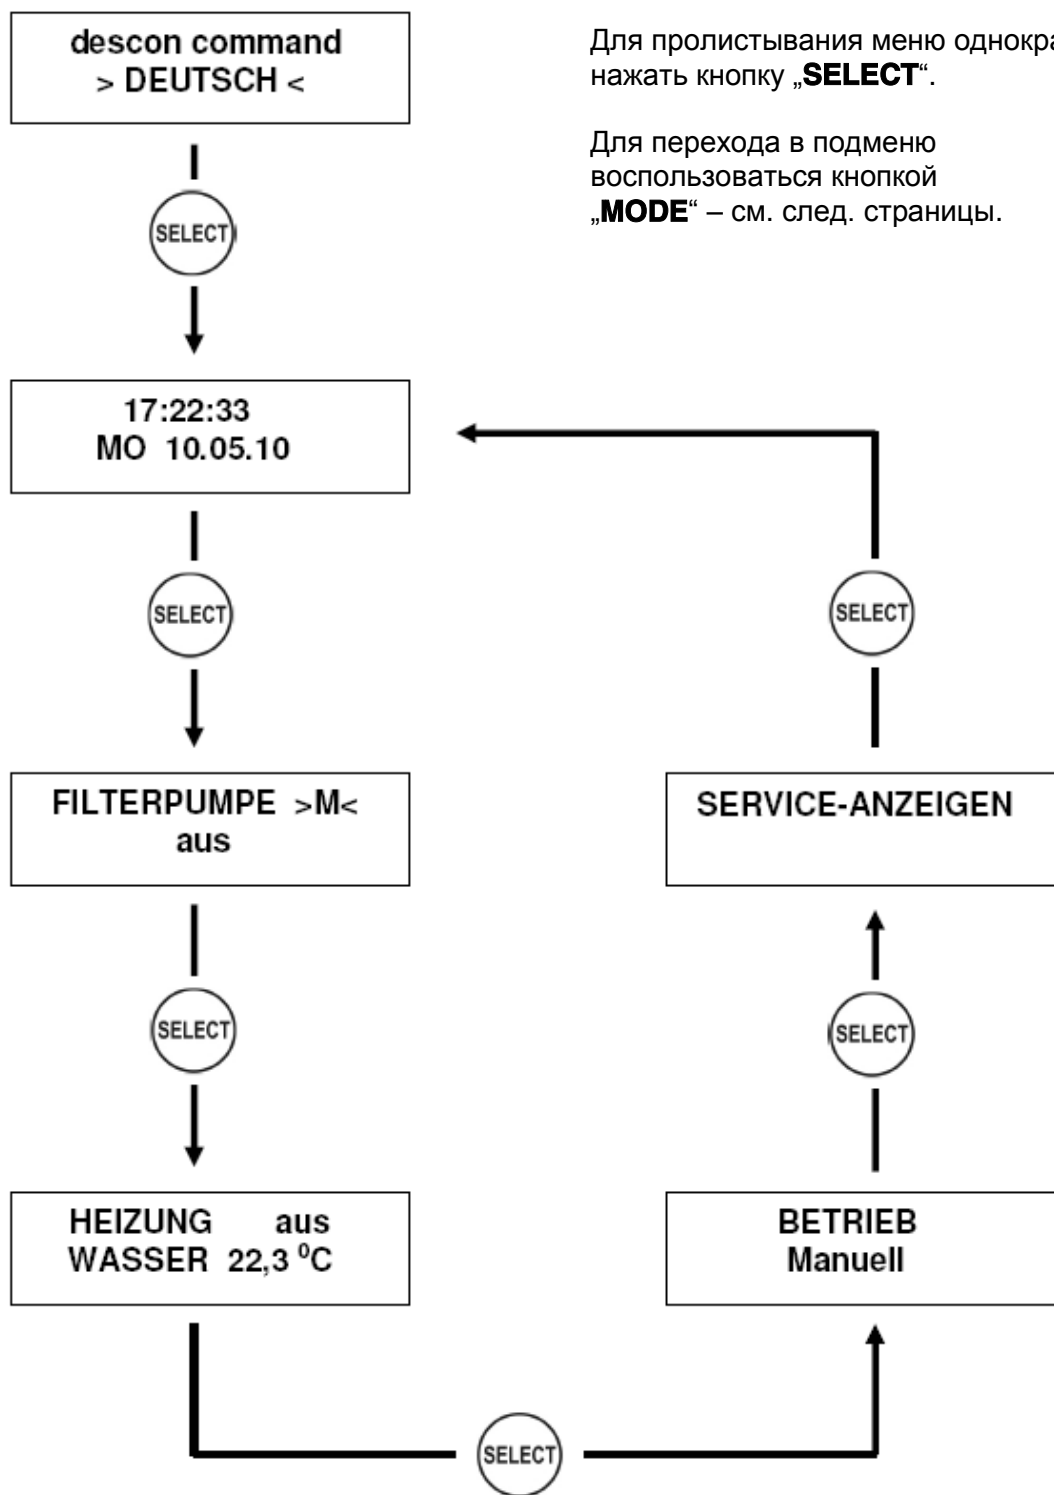 descon command
> DEUTSCH <
Для пролистывания меню
нажать кнопку „SELECT“.
Для перехода в подменю
воспользоваться кнопкой
„MODE“ – см. след. страницы.
SELECT
17:22:33
MO 10.05.10
SELECT
SELECT
FILTERPUMPE >M<
aus
SERVICE-ANZEIGEN
SELECT
SELECT
HEIZUNG aus
WASSER 22,3 ⁰C
BETRIEB
Manuell
SELECT